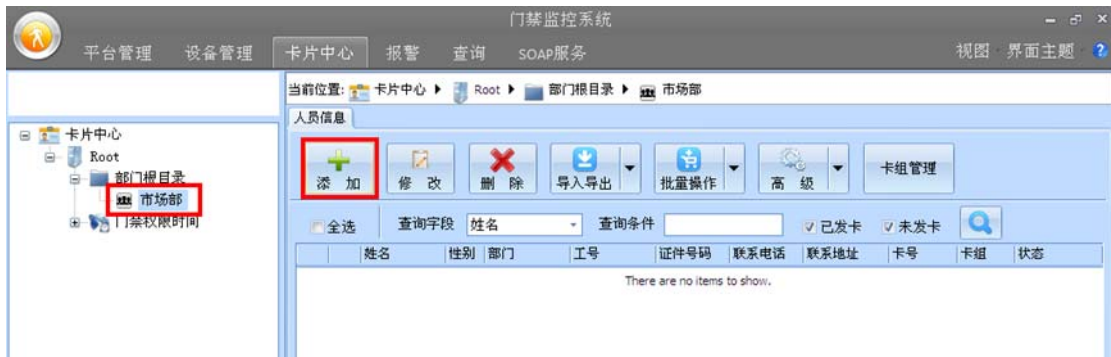 门禁监控系统
平台管理 设备管理 卡片中心 报警 查询 SOAP服务 视图 界面主题
当前位置: 卡片中心 Root 部门根目录 市场部
人员信息
卡片中心
Root
部门根目录
市场部
门禁权限时间
添 加 修 改 删 除 导入导出 批量操作 高 级 卡组管理
全选 查询字段 姓名 查询条件 已发卡 未发卡
姓名 性别 部门 工号 证件号码 联系电话 联系地址 卡号 卡组 状态
There are no items to show.